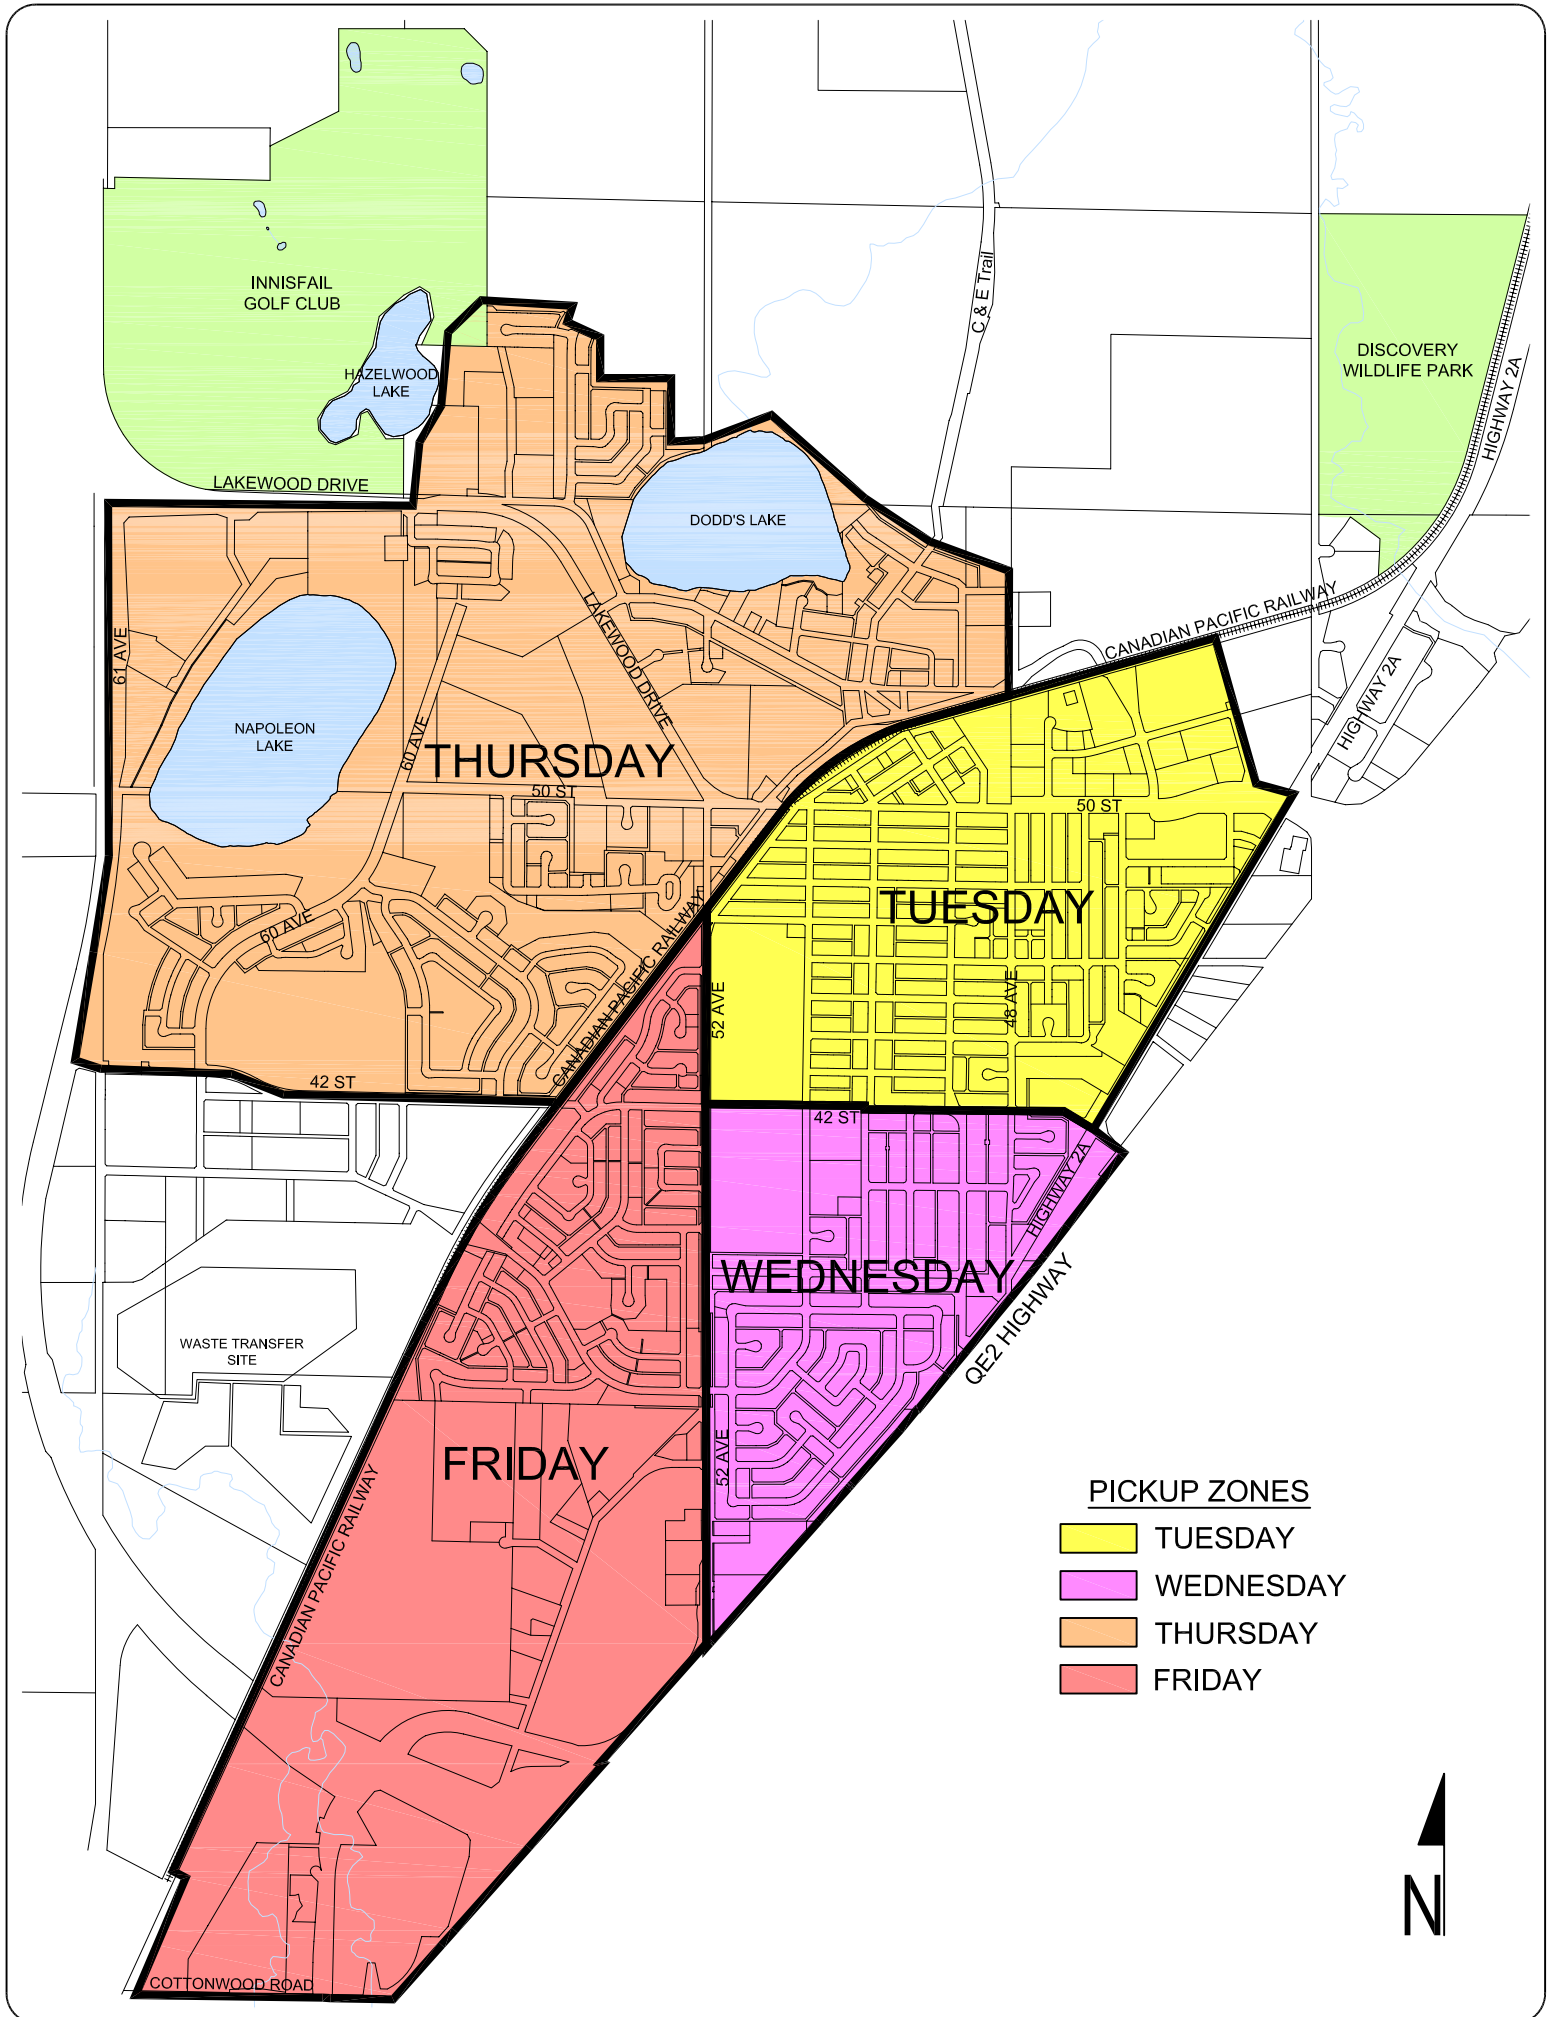 INNISFAIL
GOLF CLUB
C & E Trail
DISCOVERY
WILDLIFE PARK
HAZELWOOD
LAKE
HIGHWAY 2A
LAKEWOOD DRIVE
DODD'S LAKE
CANADIAN PACIFIC RAILWAY
LAKEWOOD DRIVE
61 AVE
HIGHWAY 2A
NAPOLEON
LAKE
60 AVE
THURSDAY
50 ST
50 ST
TUESDAY
60 AVE
CANADIAN PACIFIC RAILWAY
52 AVE
48 AVE
42 ST
42 ST
HIGHWAY 2A
WEDNESDAY
QE2 HIGHWAY
WASTE TRANSFER
SITE
FRIDAY
52 AVE
CANADIAN PACIFIC RAILWAY
PICKUP ZONES
TUESDAY
WEDNESDAY
THURSDAY
FRIDAY
N
COTTONWOOD ROAD